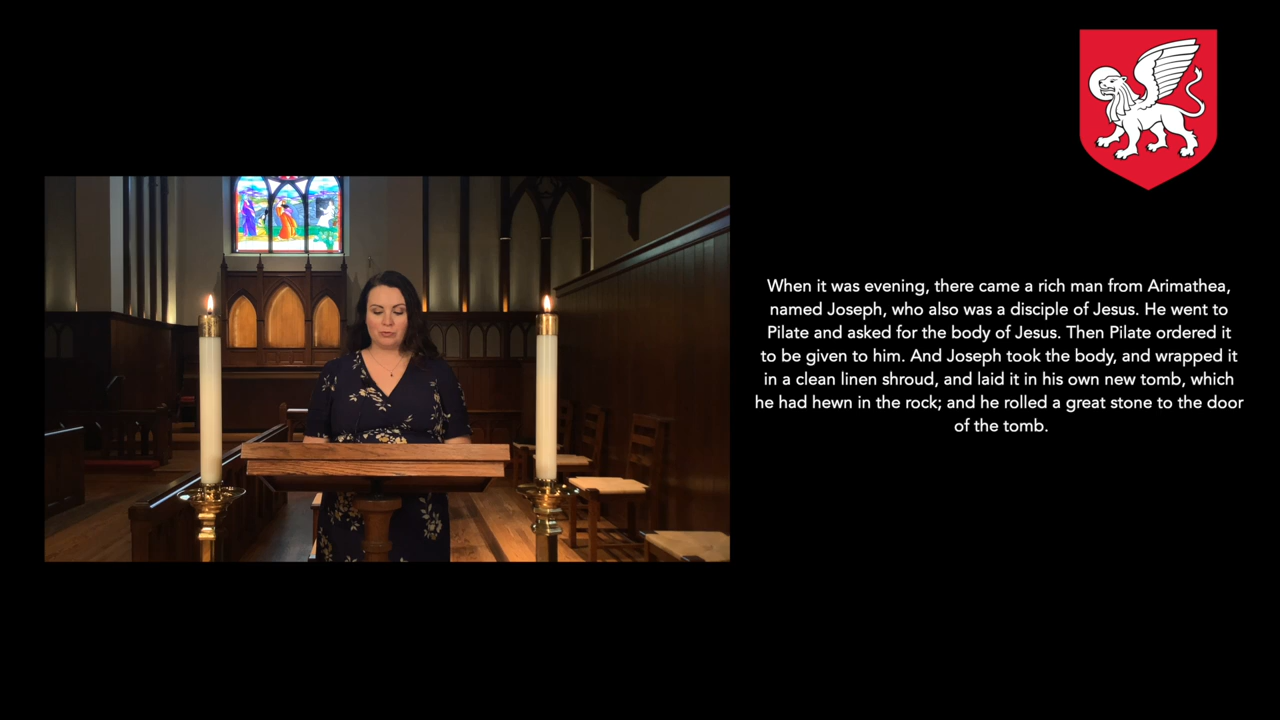 When it was evening, there came a rich man from Arimathea,
named Joseph, who also was a disciple of Jesus. He went to
Pilate and asked for the body of Jesus. Then Pilate ordered it
to be given to him. And Joseph took the body, and wrapped it
in a clean linen shroud, and laid it in his own new tomb, which
he had hewn in the rock; and he rolled a great stone to the door
of the tomb.